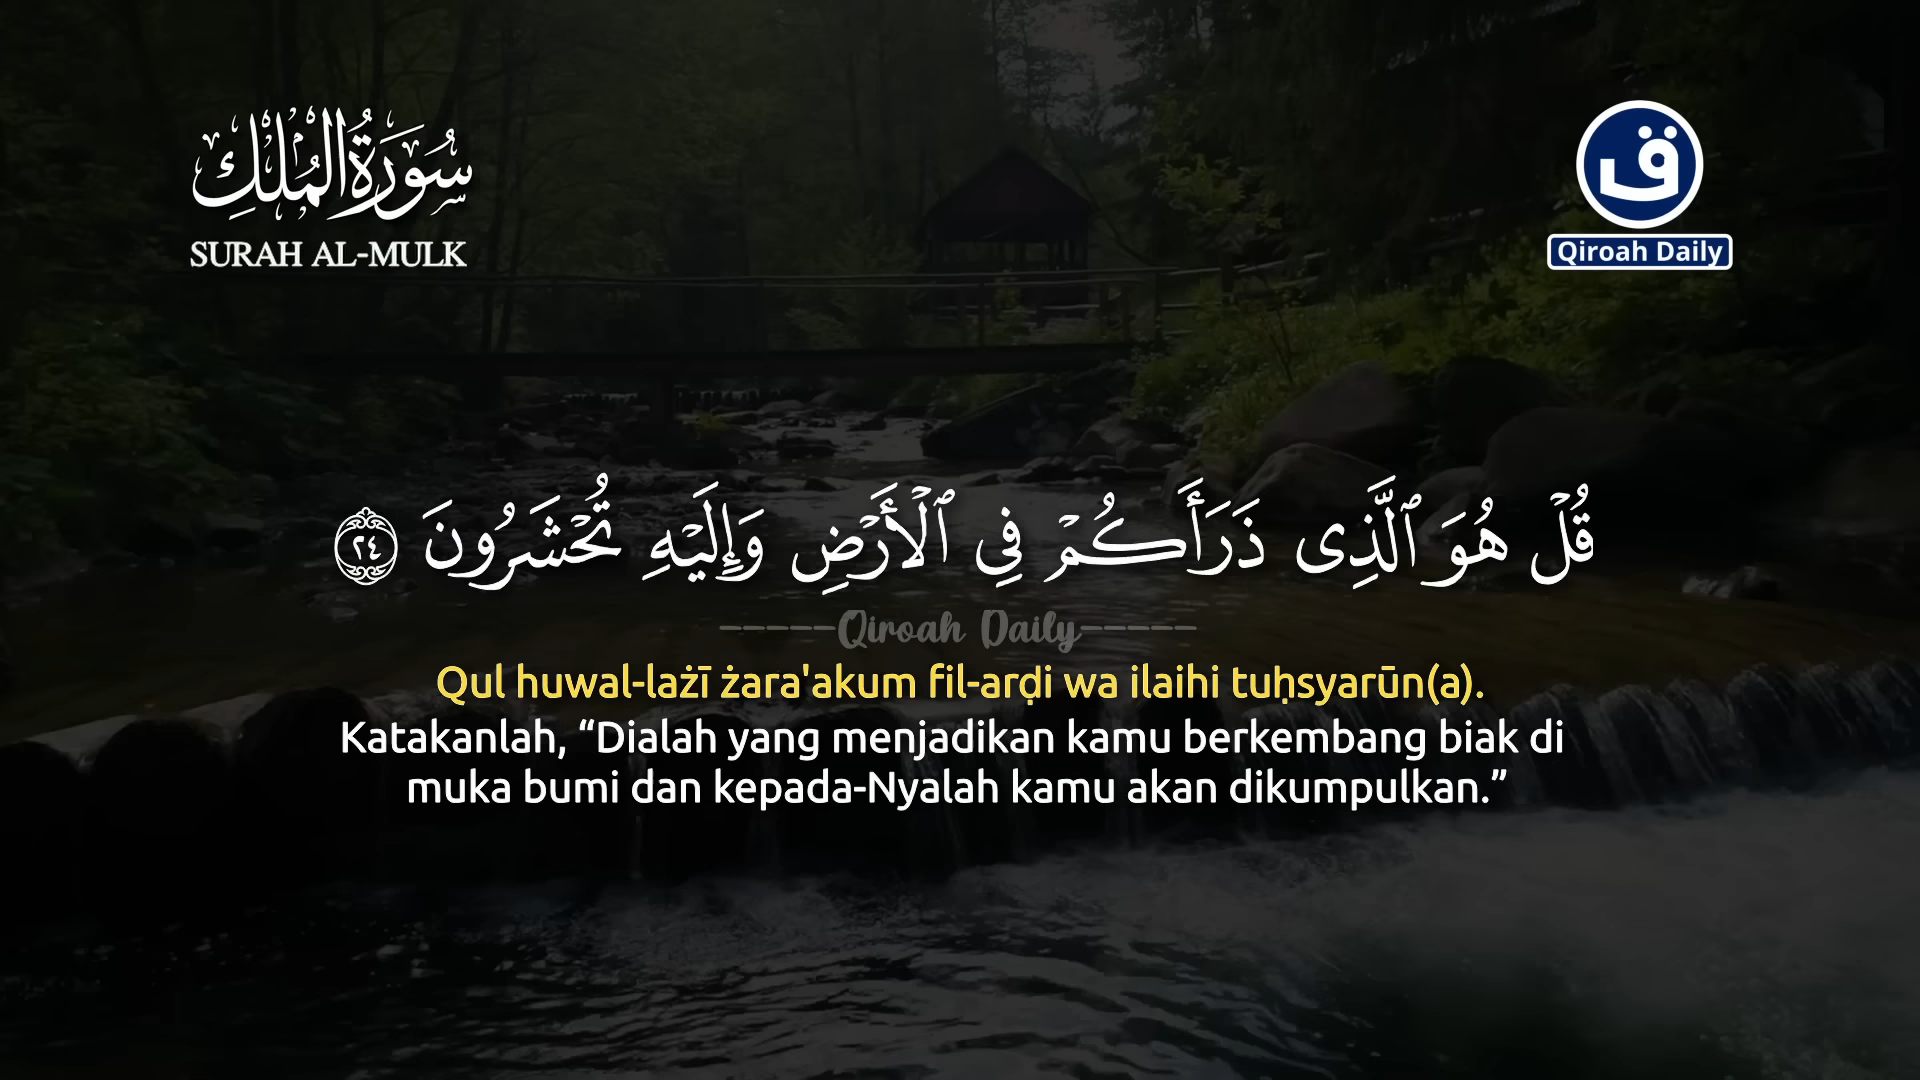 سُورَةُ الْمُلْكِ
SURAH AL-MULK
ق
Qiroah Daily
قُلْ هُوَ ٱلَّذِى ذَرَأَكُمْ فِى ٱلْأَرْضِ وَإِلَيْهِ تُحْشَرُونَ ٢٤
-----Qiroah Daily-----
Qul huwal-lażī żara'akum fil-arḍi wa ilaihi tuḥsyarūn(a).
Katakanlah, “Dialah yang menjadikan kamu berkembang biak di
muka bumi dan kepada-Nyalah kamu akan dikumpulkan.”